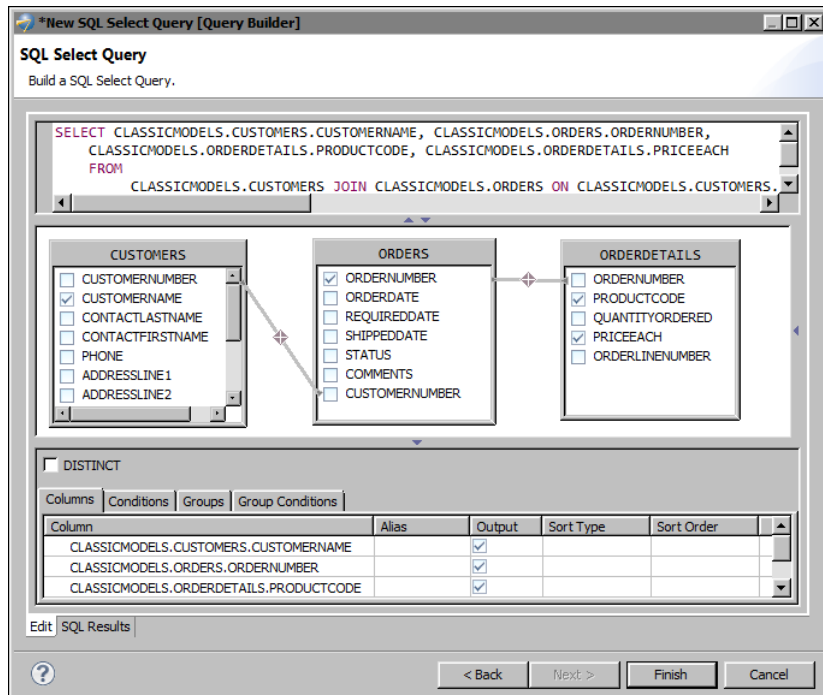 *New SQL Select Query [Query Builder]
SQL Select Query
Build a SQL Select Query.
SELECT CLASSICMODELS.CUSTOMERS.CUSTOMERNAME, CLASSICMODELS.ORDERS.ORDERNUMBER,
CLASSICMODELS.ORDERDETAILS.PRODUCTCODE, CLASSICMODELS.ORDERDETAILS.PRICEEACH
FROM
CLASSICMODELS.CUSTOMERS JOIN CLASSICMODELS.ORDERS ON CLASSICMODELS.CUSTOMERS.
CUSTOMERS
CUSTOMERNUMBER
CUSTOMERNAME
CONTACTLASTNAME
CONTACTFIRSTNAME
PHONE
ADDRESSLINE1
ADDRESSLINE2
ORDERS
ORDERNUMBER
ORDERDATE
REQUIREDDATE
SHIPPEDDATE
STATUS
COMMENTS
CUSTOMERNUMBER
ORDERDETAILS
ORDERNUMBER
PRODUCTCODE
QUANTITYORDERED
PRICEEACH
ORDERLINENUMBER
DISTINCT
Columns Conditions Groups Group Conditions
Column Alias Output Sort Type Sort Order
CLASSICMODELS.CUSTOMERS.CUSTOMERNAME
CLASSICMODELS.ORDERS.ORDERNUMBER
CLASSICMODELS.ORDERDETAILS.PRODUCTCODE
Edit SQL Results
? < Back Next > Finish Cancel